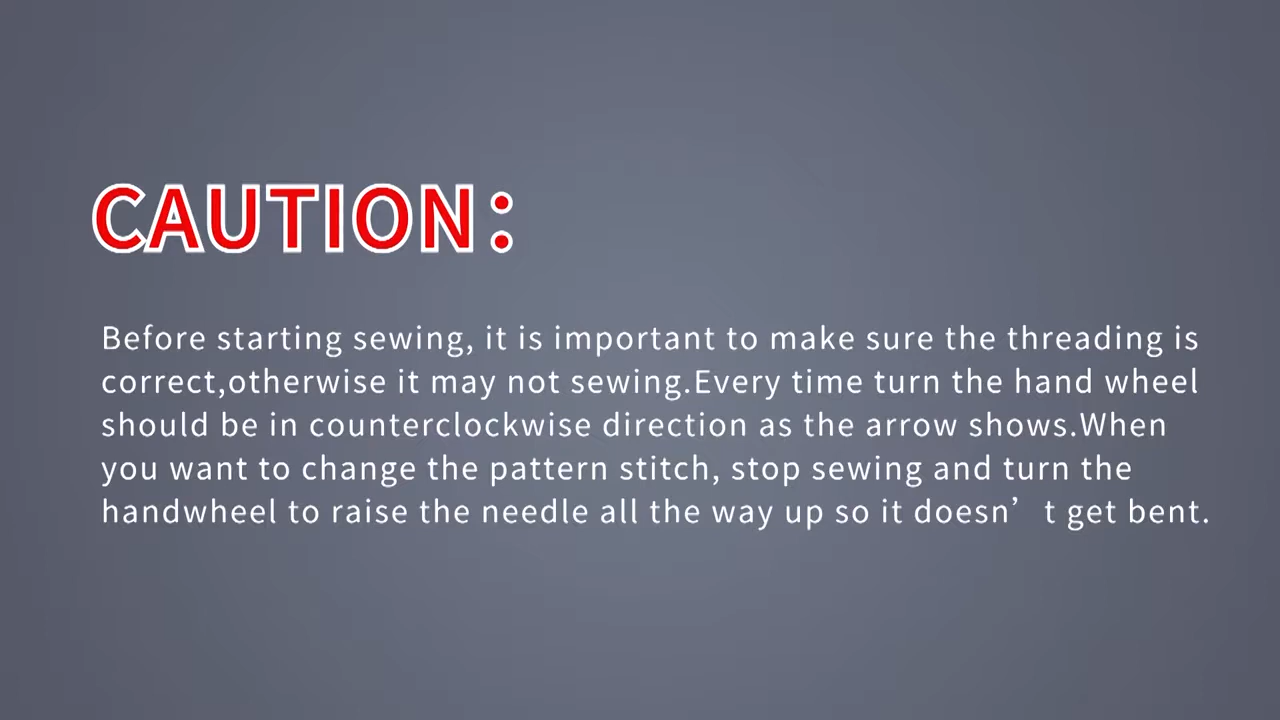 CAUTION：
Before starting sewing, it is important to make sure the threading is
correct,otherwise it may not sewing.Every time turn the hand wheel
should be in counterclockwise direction as the arrow shows.When
you want to change the pattern stitch, stop sewing and turn the
handwheel to raise the needle all the way up so it doesn’t get bent.